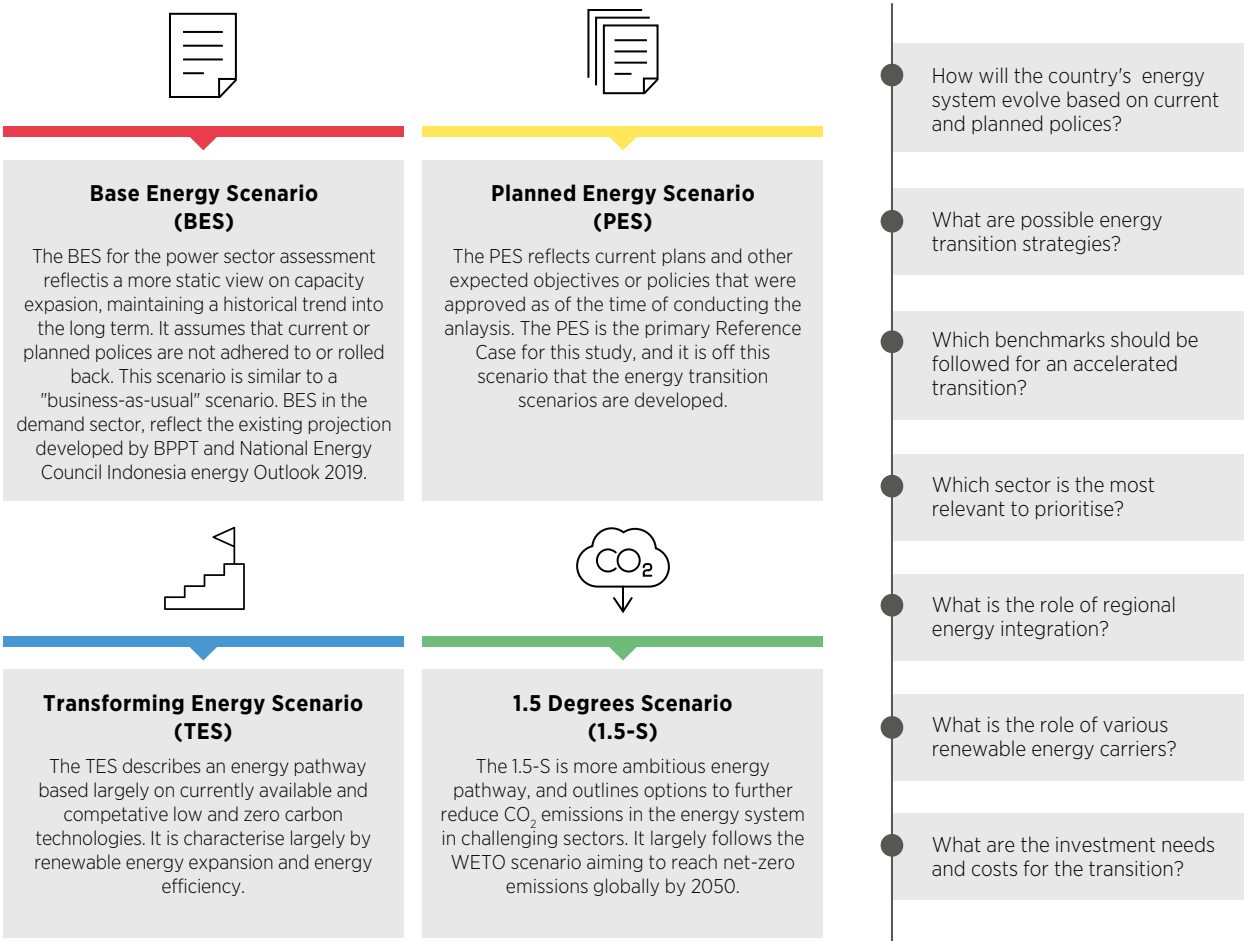 Base Energy Scenario
(BES)
The BES for the power sector assessment
reflectis a more static view on capacity
expasion, maintaining a historical trend into
the long term. It assumes that current or
planned polices are not adhered to or rolled
back. This scenario is similar to a
"business-as-usual" scenario. BES in the
demand sector, reflect the existing projection
developed by BPPT and National Energy
Council Indonesia energy Outlook 2019.
Planned Energy Scenario
(PES)
The PES reflects current plans and other
expected objectives or policies that were
approved as of the time of conducting the
anlaysis. The PES is the primary Reference
Case for this study, and it is off this
scenario that the energy transition
scenarios are developed.
Transforming Energy Scenario
(TES)
The TES describes an energy pathway
based largely on currently available and
competative low and zero carbon
technologies. It is characterise largely by
renewable energy expansion and energy
efficiency.
CO2
1.5 Degrees Scenario
(1.5-S)
The 1.5-S is more ambitious energy
pathway, and outlines options to further
reduce CO2 emissions in the energy system
in challenging sectors. It largely follows the
WETO scenario aiming to reach net-zero
emissions globally by 2050.
How will the country's energy
system evolve based on current
and planned polices?
What are possible energy
transition strategies?
Which benchmarks should be
followed for an accelerated
transition?
Which sector is the most
relevant to prioritise?
What is the role of regional
energy integration?
What is the role of various
renewable energy carriers?
What are the investment needs
and costs for the transition?